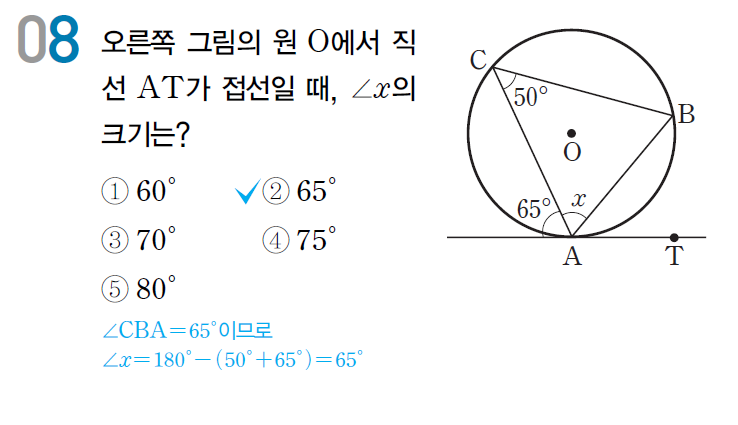 08
오른쪽 그림의 원 O에서 직
선 AT가 접선일 때, ∠x의
크기는?
① 60°
② 65°
③ 70°
④ 75°
⑤ 80°
∠CBA=65°이므로
∠x=180°-(50°+65°)=65°
C
50°
B
O
65°
x
A
T